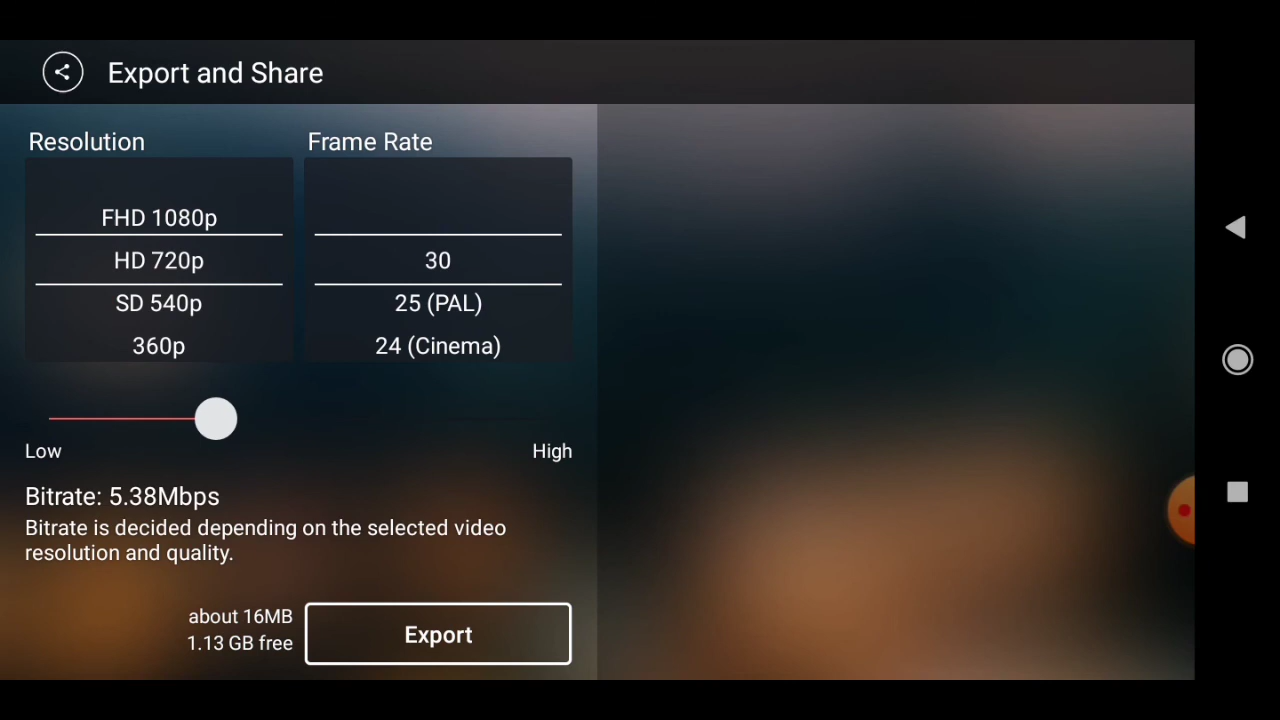 Export and Share
Resolution
Frame Rate
FHD 1080p
HD 720p
SD 540p
360p
30
25 (PAL)
24 (Cinema)
Low
High
Bitrate: 5.38Mbps
Bitrate is decided depending on the selected video
resolution and quality.
about 16MB
1.13 GB free
Export